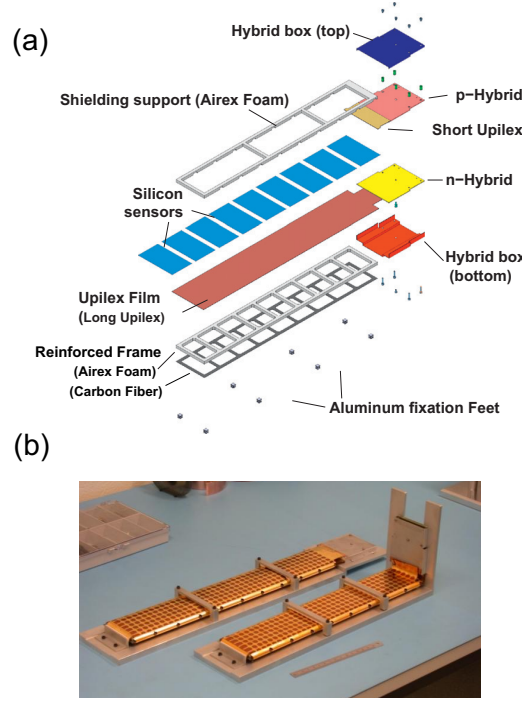 (a)
Hybrid box (top)
Shielding support (Airex Foam)
p-Hybrid
Short Upilex
Silicon
sensors
n-Hybrid
Hybrid box
(bottom)
Upilex Film
(Long Upilex)
Reinforced Frame
(Airex Foam)
(Carbon Fiber)
Aluminum fixation Feet
(b)